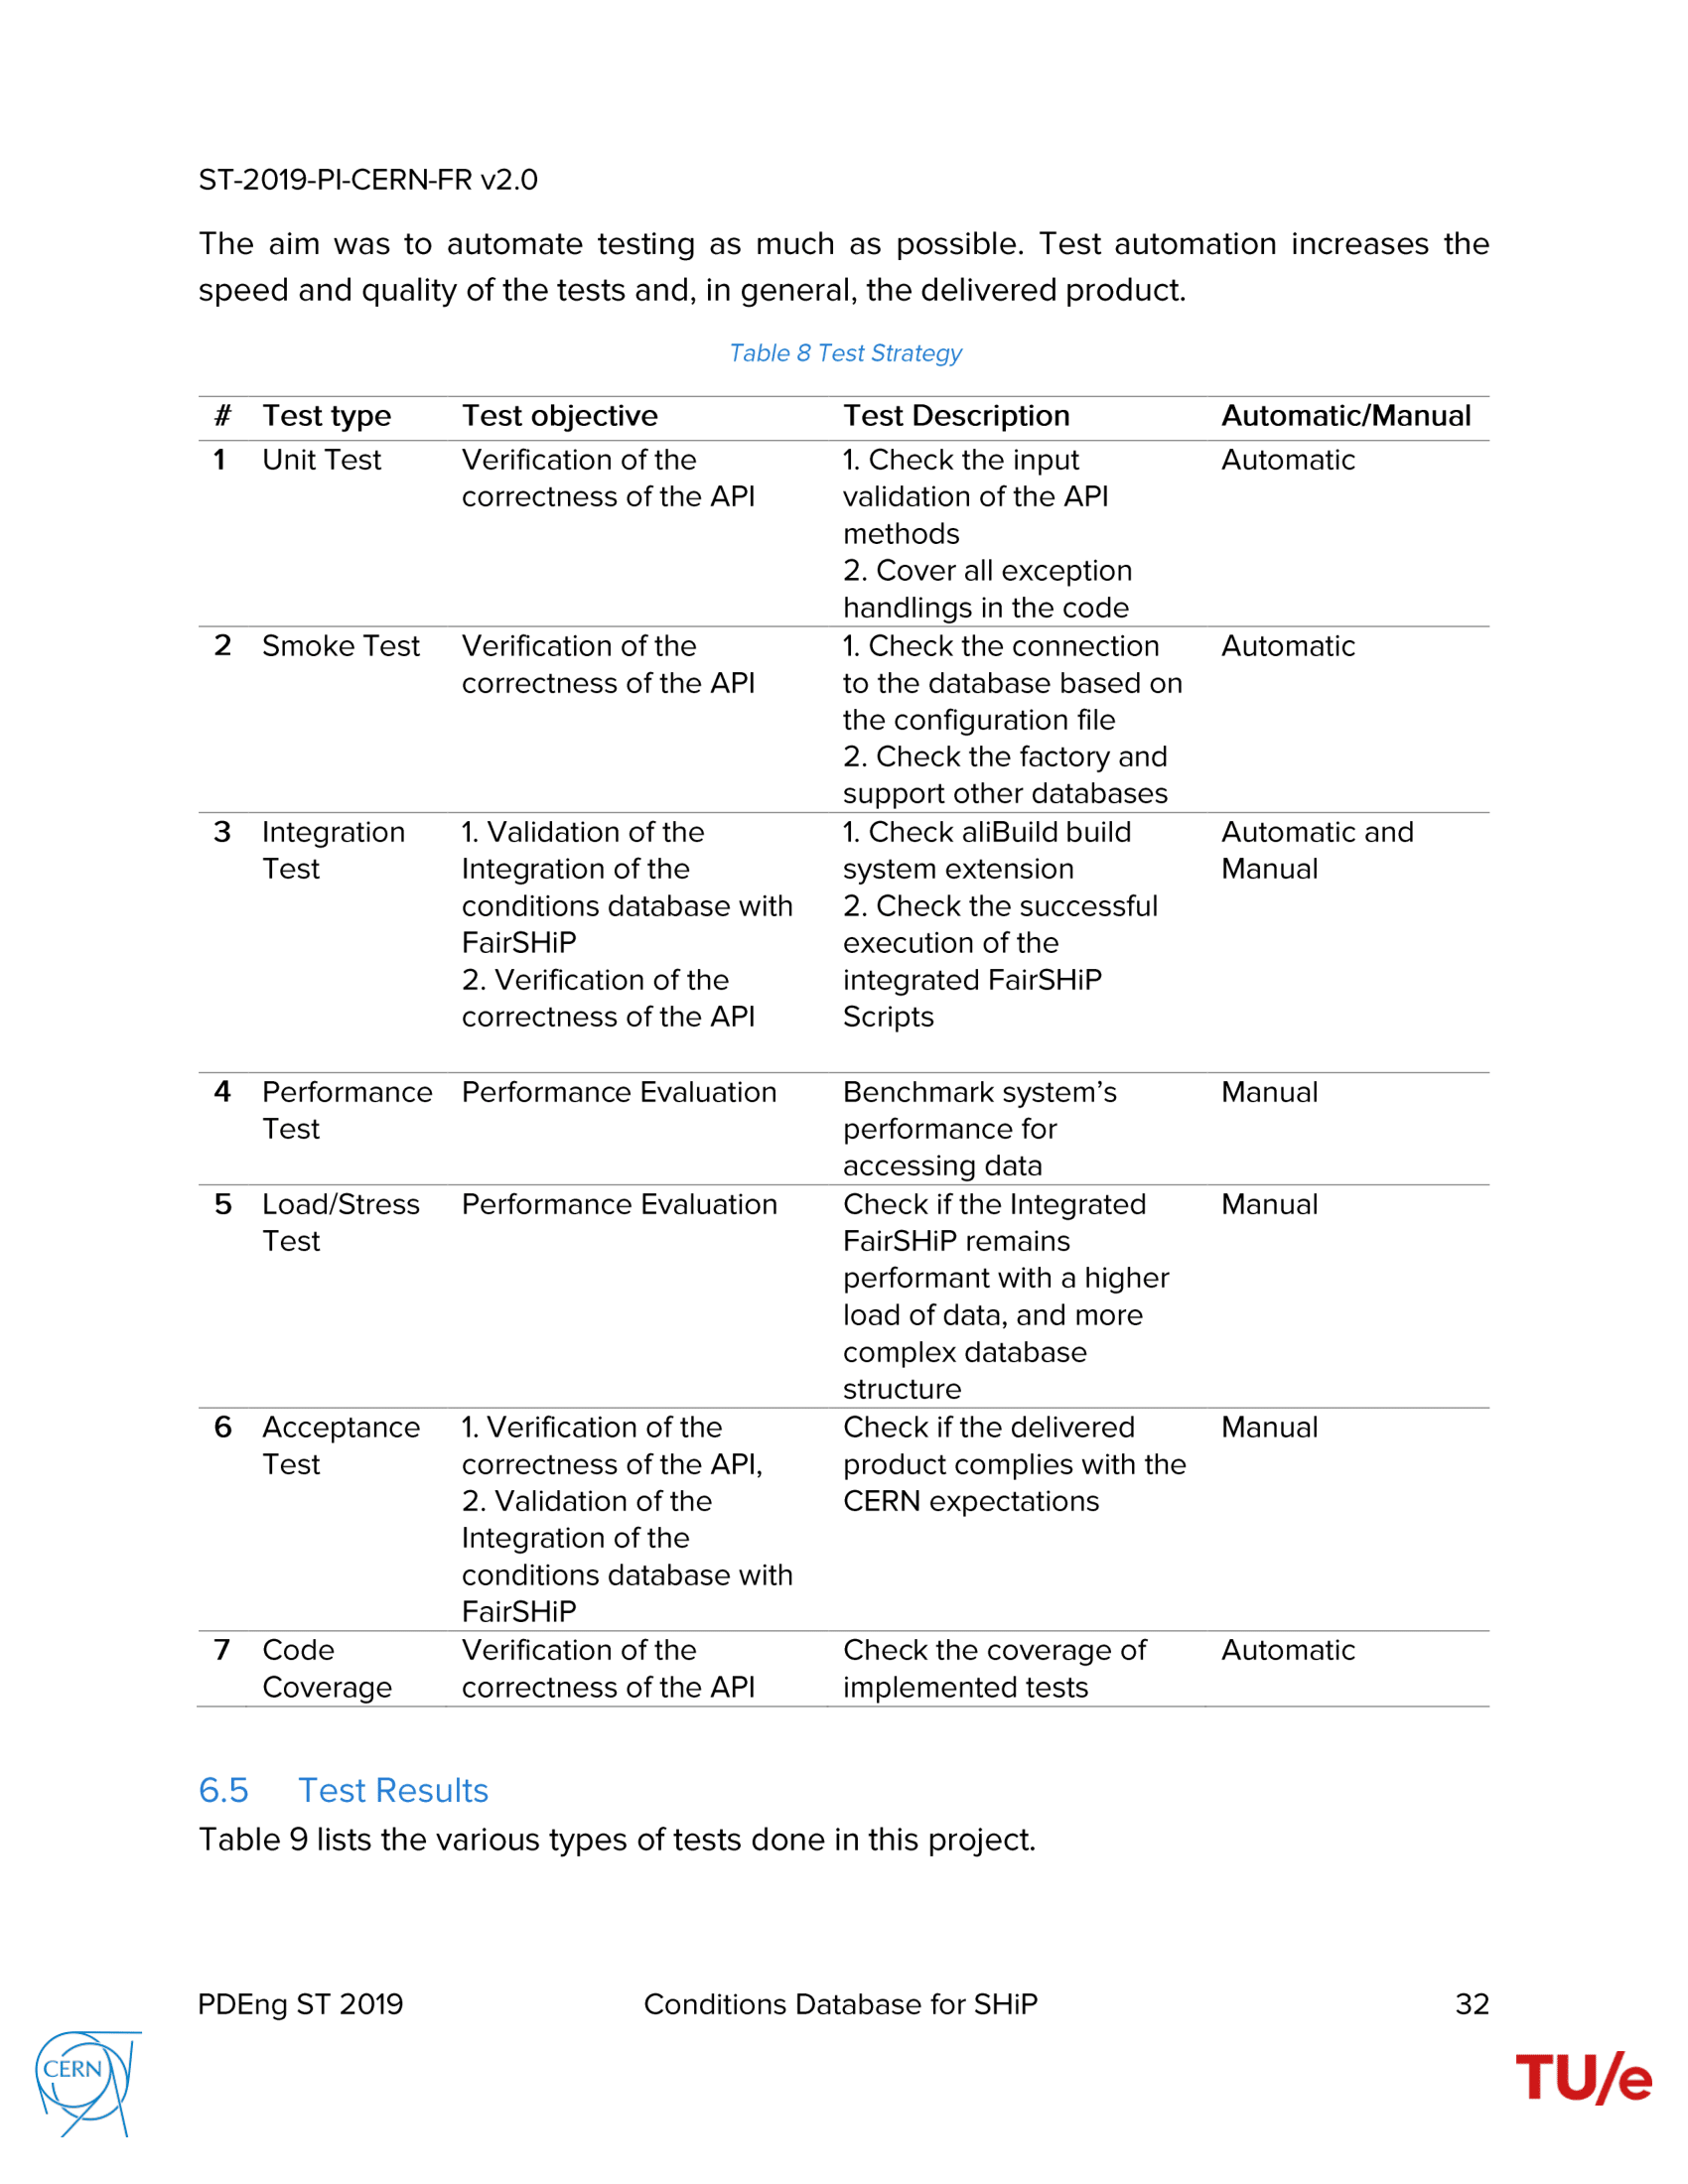 ST-2019-PI-CERN-FR v2.0
The aim was to automate testing as much as possible. Test automation increases the
speed and quality of the tests and, in general, the delivered product.
Table 8 Test Strategy
# Test type Test objective Test Description Automatic/Manual
1 Unit Test Verification of the 1. Check the input Automatic
correctness of the API validation of the API
methods
2. Cover all exception
handlings in the code
2 Smoke Test Verification of the 1. Check the connection Automatic
correctness of the API to the database based on
the configuration file
2. Check the factory and
support other databases
3 Integration 1. Validation of the 1. Check aliBuild build Automatic and
Test Integration of the system extension Manual
conditions database with 2. Check the successful
FairSHiP execution of the
2. Verification of the integrated FairSHiP
correctness of the API Scripts
4 Performance Performance Evaluation Benchmark system’s Manual
Test performance for
accessing data
5 Load/Stress Performance Evaluation Check if the Integrated Manual
Test FairSHiP remains
performant with a higher
load of data, and more
complex database
structure
6 Acceptance 1. Verification of the Check if the delivered Manual
Test correctness of the API, product complies with the
2. Validation of the CERN expectations
Integration of the
conditions database with
FairSHiP
7 Code Verification of the Check the coverage of Automatic
Coverage correctness of the API implemented tests
6.5 Test Results
Table 9 lists the various types of tests done in this project.
PDEng ST 2019 Conditions Database for SHiP 32
CERN TU/e